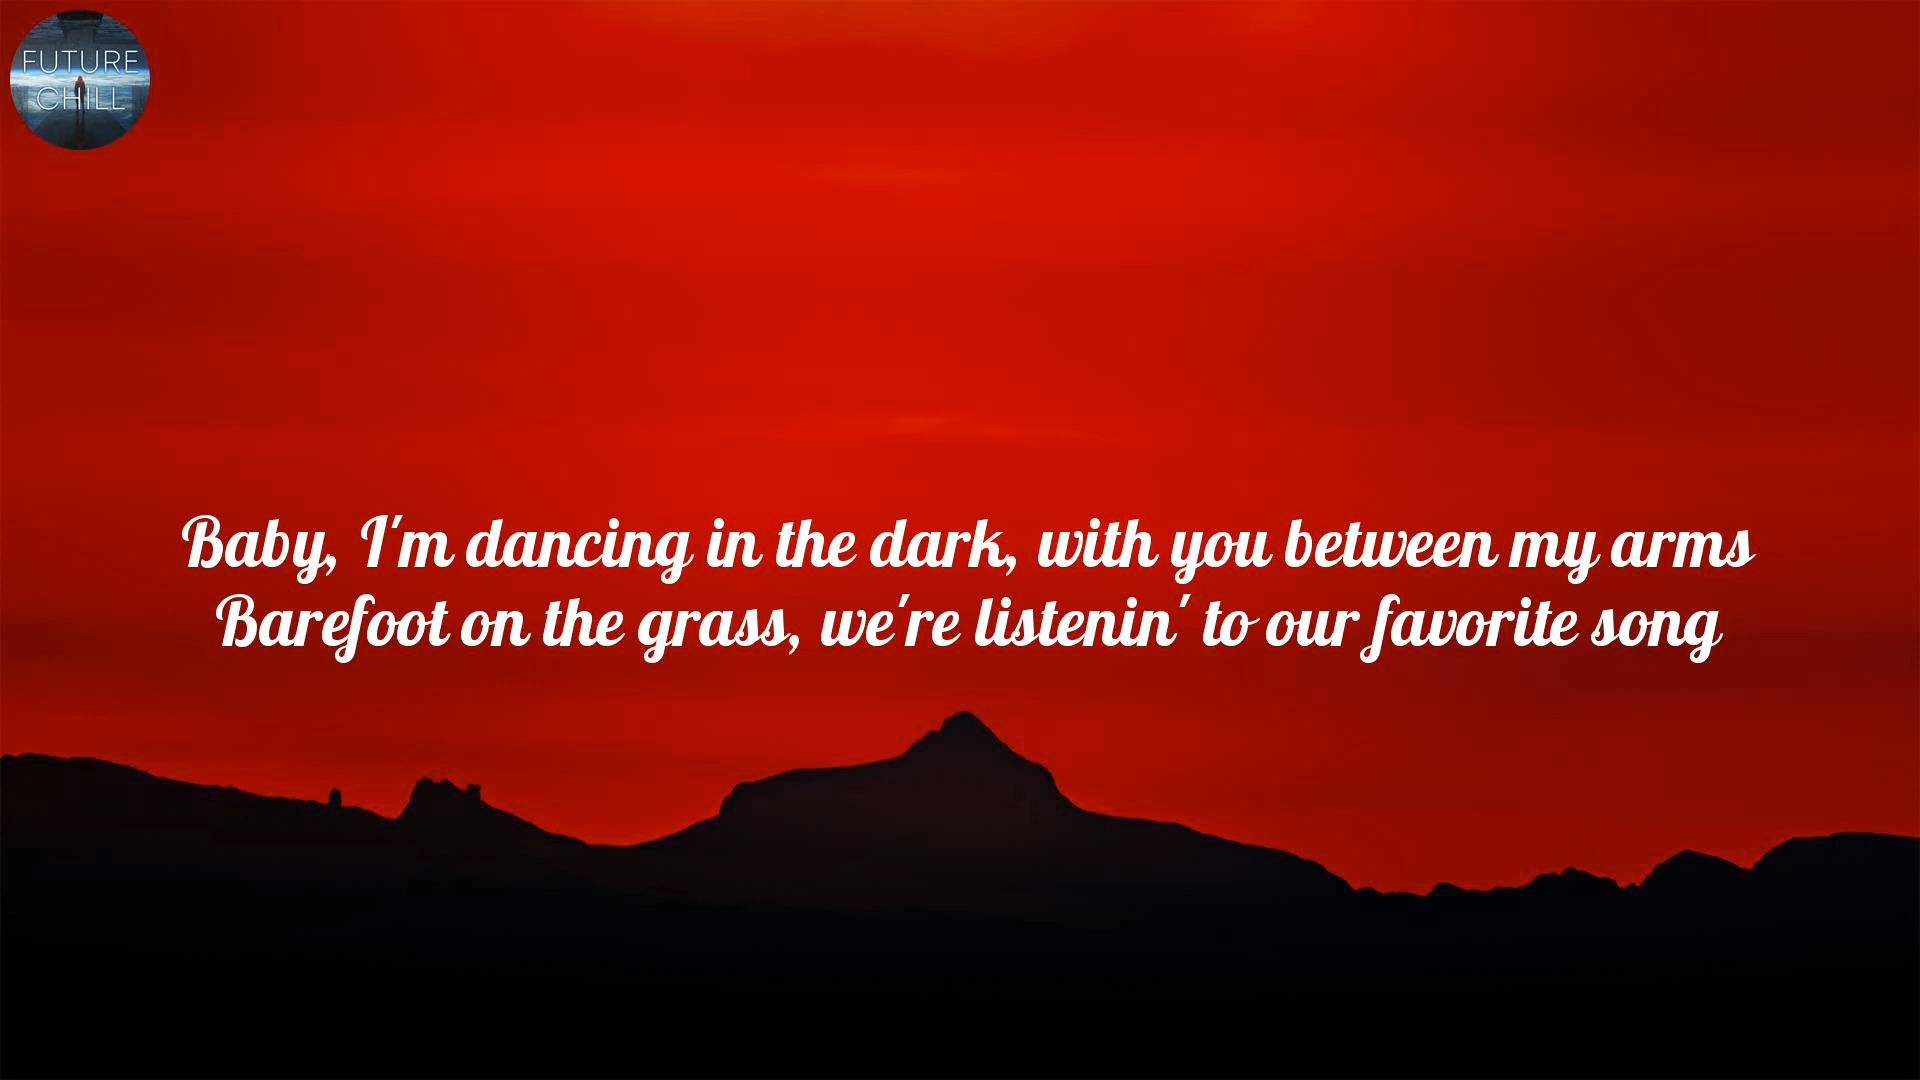 FUTURE
CHILL
Baby, I'm dancing in the dark, with you between my arms
Barefoot on the grass, we're listenin' to our favorite song